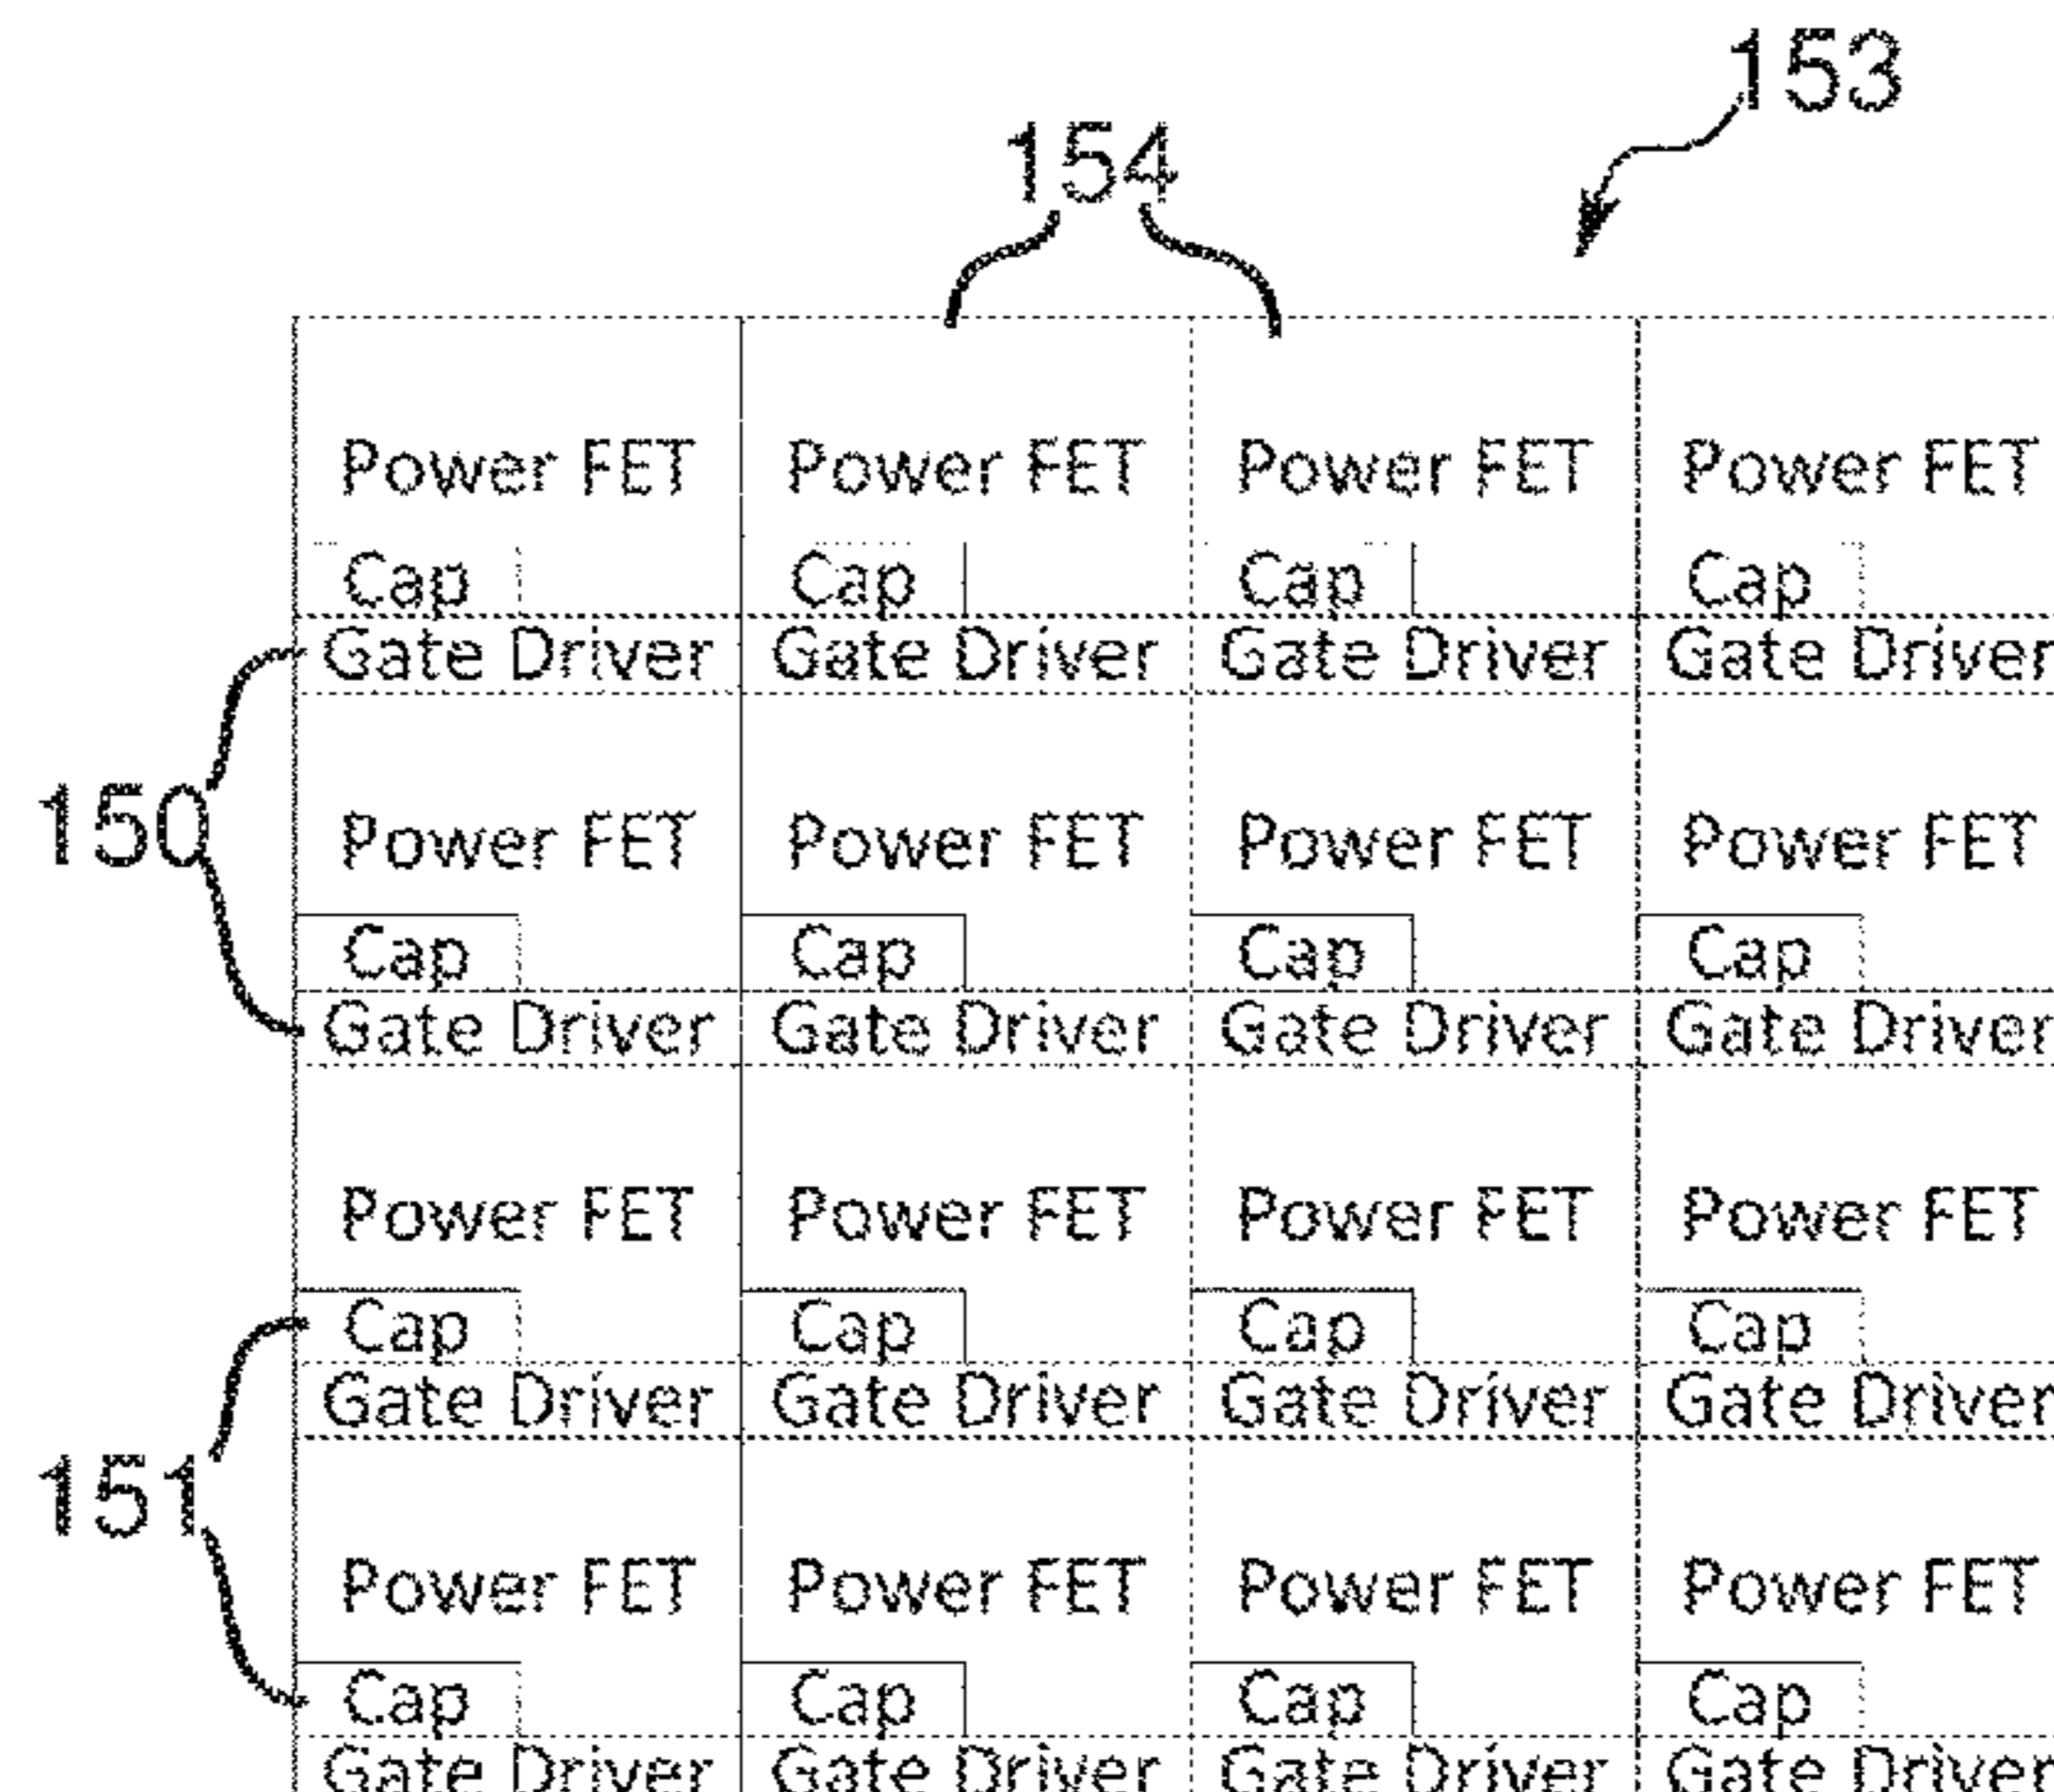 153
154
Power FET Power FET Power FET Power FET
Cap Cap Cap Cap
Gate Driver Gate Driver Gate Driver Gate Driver
150
Power FET Power FET Power FET Power FET
Cap Cap Cap Cap
Gate Driver Gate Driver Gate Driver Gate Driver
Power FET Power FET Power FET Power FET
Cap Cap Cap Cap
Gate Driver Gate Driver Gate Driver Gate Driver
151
Power FET Power FET Power FET Power FET
Cap Cap Cap Cap
Gate Driver Gate Driver Gate Driver Gate Driver